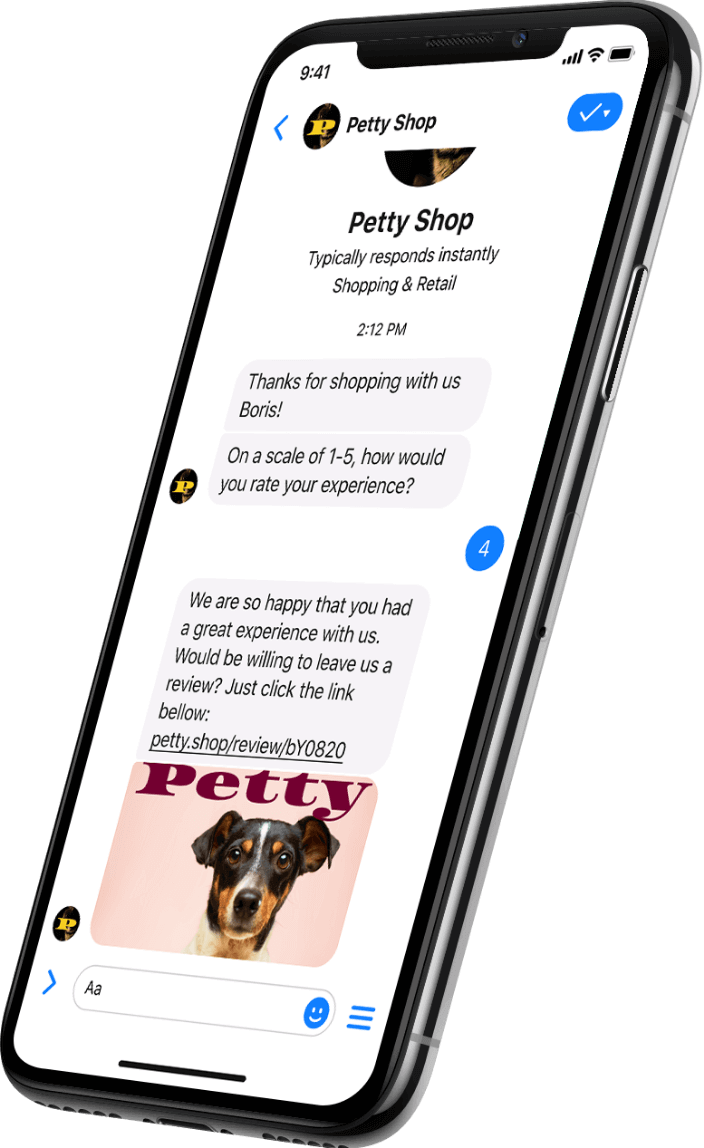 9:41
P
Petty Shop
Petty Shop
Typically responds instantly
Shopping & Retail
2:12 PM
Thanks for shopping with us
Boris!
On a scale of 1-5, how would
you rate your experience?
P
4
We are so happy that you had
a great experience with us.
Would be willing to leave us a
review? Just click the link
bellow:
petty.shop/review/bY0820
Petty
P
Aa